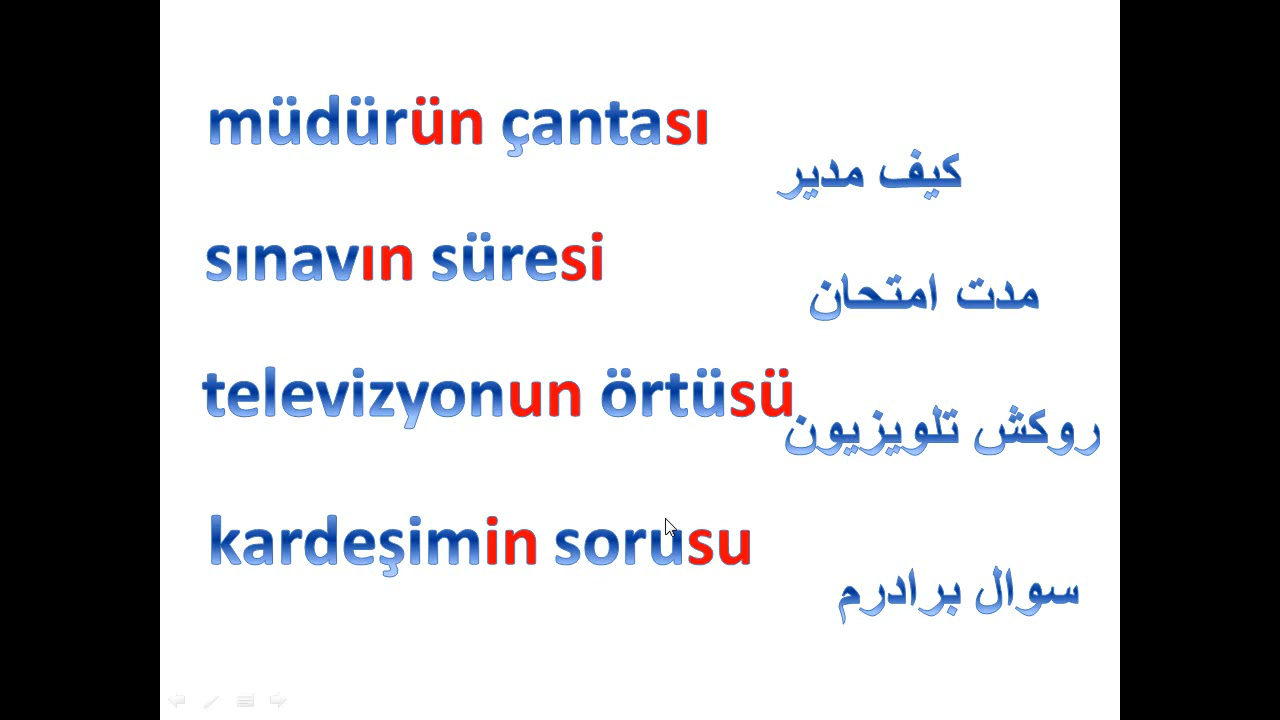 müdürün çantası
کیف مدیر
sınavın süresi
مدت امتحان
televizyonun örtüsü
روکش تلویزیون
kardeşimin sorusu
سوال برادرم